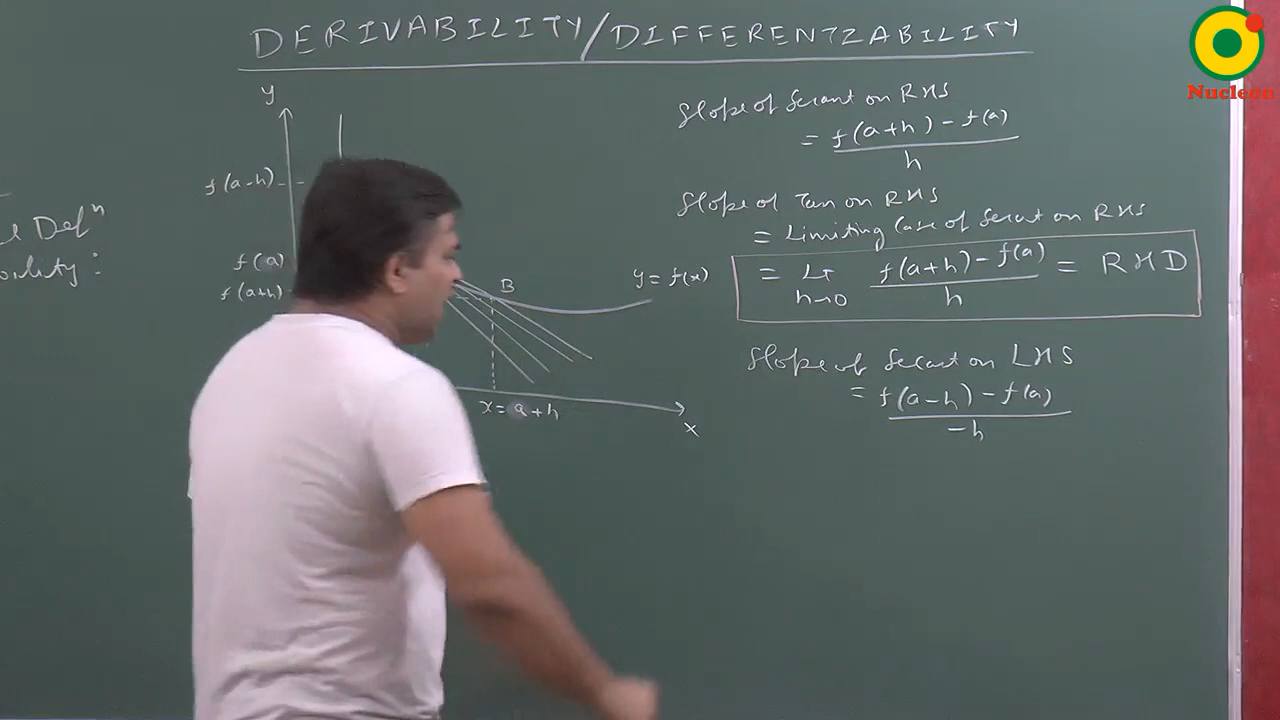 DERIVABILITY/DIFFERENTIABILITY
Nucleon
y
Slope of Secant on RHS
= f(a+h) - f(a)
h
f(a-h)
Defⁿ
Slope of Tan on RHS
= Limiting Case of Secant on RHS
f(a)
f(a+h)
B
y = f(x)
= Lt f(a+h) - f(a) = RHD
h→0 h
Slope of Secant on LHS
= f(a-h) - f(a)
-h
x = a+h
x